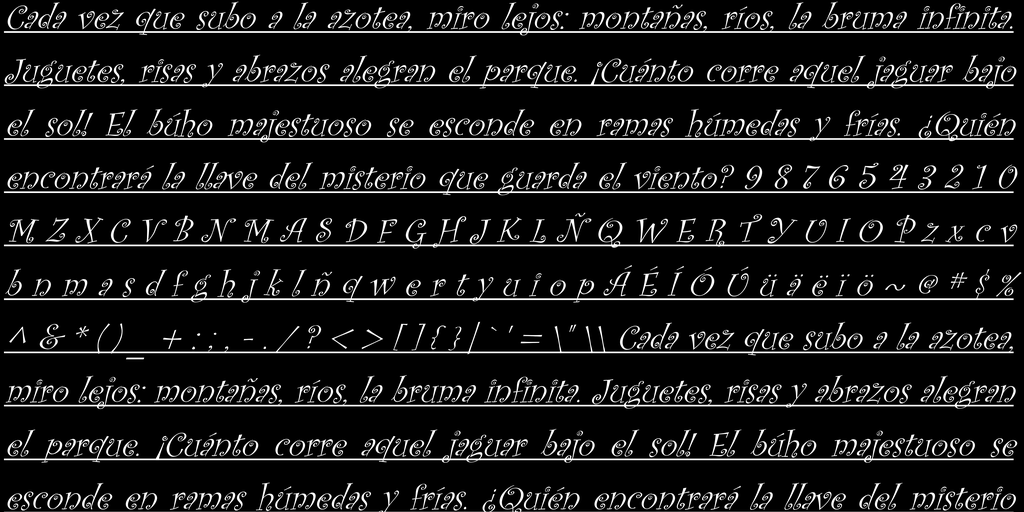 Cada vez que subo a la azotea, miro lejos: montañas, ríos, la bruma infinita.
Juguetes, risas y abrazos alegran el parque. ¡Cuánto corre aquel jaguar bajo
el sol! El búho majestuoso se esconde en ramas húmedas y frías. ¿Quién
encontrará la llave del misterio que guarda el viento? 9 8 7 6 5 4 3 2 1 0
M Z X C V B N M A S D F G H J K L Ñ Q W E R T Y U I O P z x c v
b n m a s d f g h j k l ñ q w e r t y u i o p Á É Í Ó Ú ü ä ë ï ö ~ @ # $ %
^ & * ( ) _ + : ; , - . / ? < > [ ] { } | ` ' = \ " \\ Cada vez que subo a la azotea,
miro lejos: montañas, ríos, la bruma infinita. Juguetes, risas y abrazos alegran
el parque. ¡Cuánto corre aquel jaguar bajo el sol! El búho majestuoso se
esconde en ramas húmedas y frías. ¿Quién encontrará la llave del misterio